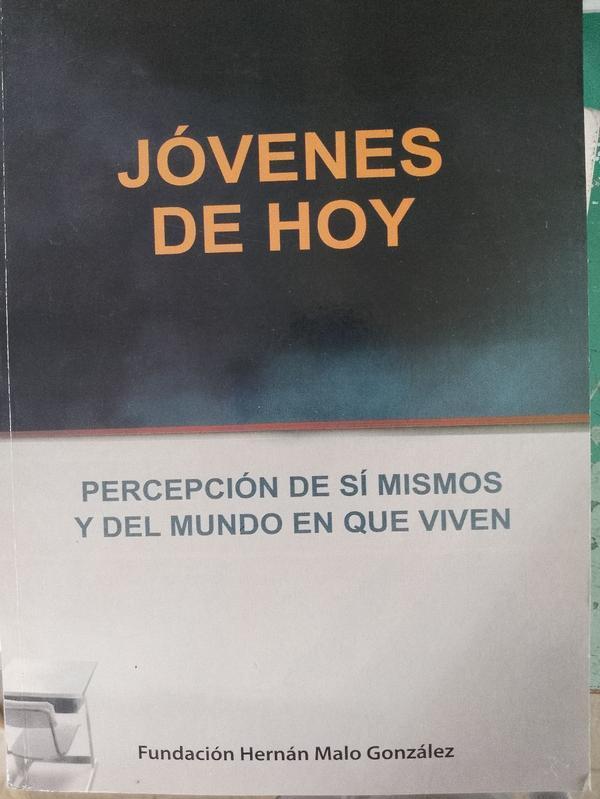 JÓVENES
DE HOY
PERCEPCIÓN DE SÍ MISMOS
Y DEL MUNDO EN QUE VIVEN
Fundación Hernán Malo González